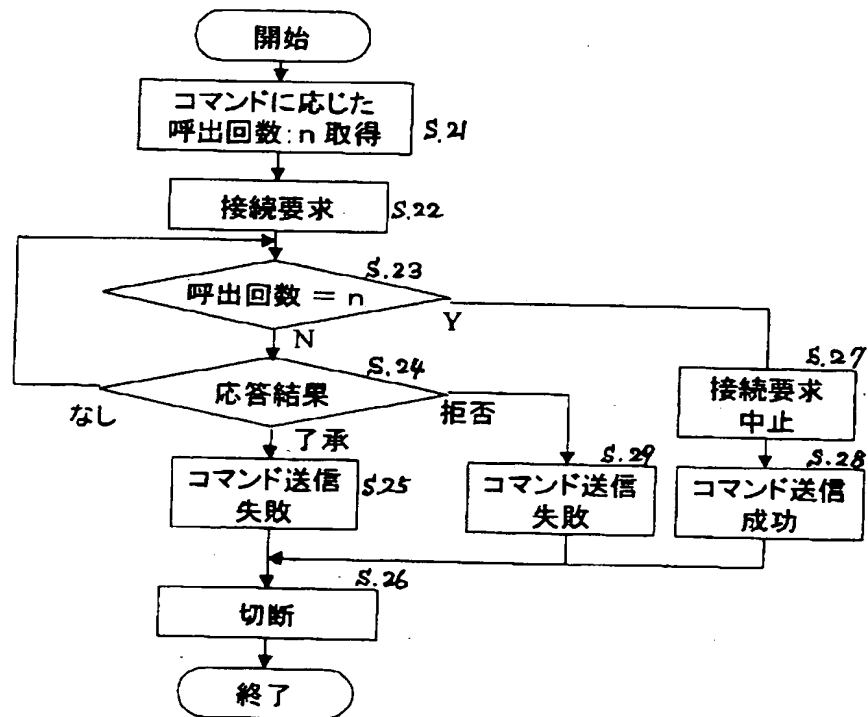 開始
コマンドに応じた
呼出回数:n 取得
S.21
接続要求
S.22
S.23
呼出回数 = n
Y
N
S.24
応答結果
なし
拒否
了承
S.27
接続要求
中止
コマンド送信
失敗
S25
S.29
コマンド送信
失敗
S.28
コマンド送信
成功
S.26
切断
終了